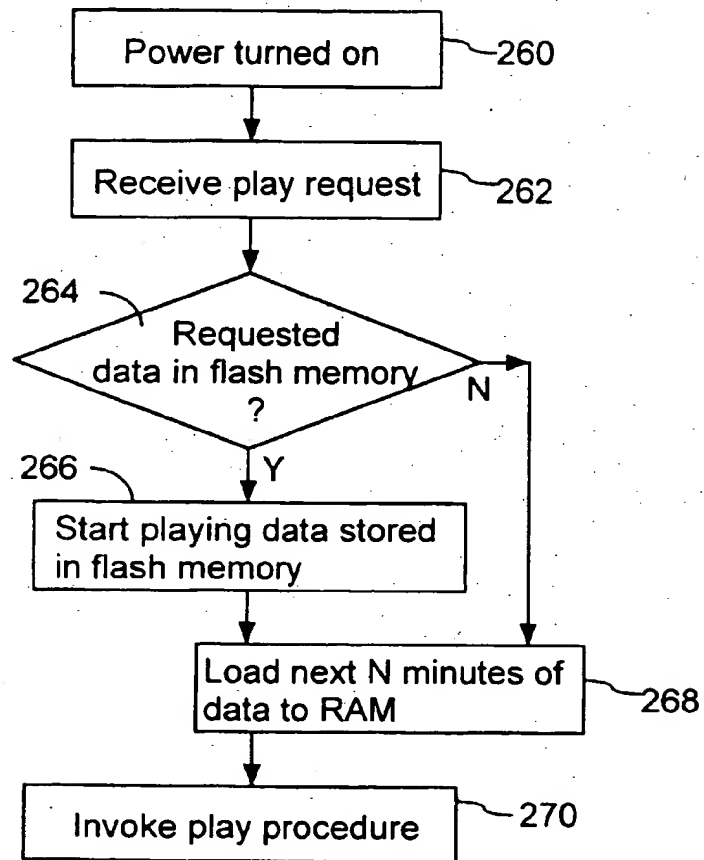 Power turned on
260
Receive play request
262
264
Requested
data in flash memory
?
N
Y
266
Start playing data stored
in flash memory
Load next N minutes of
data to RAM
268
Invoke play procedure
270